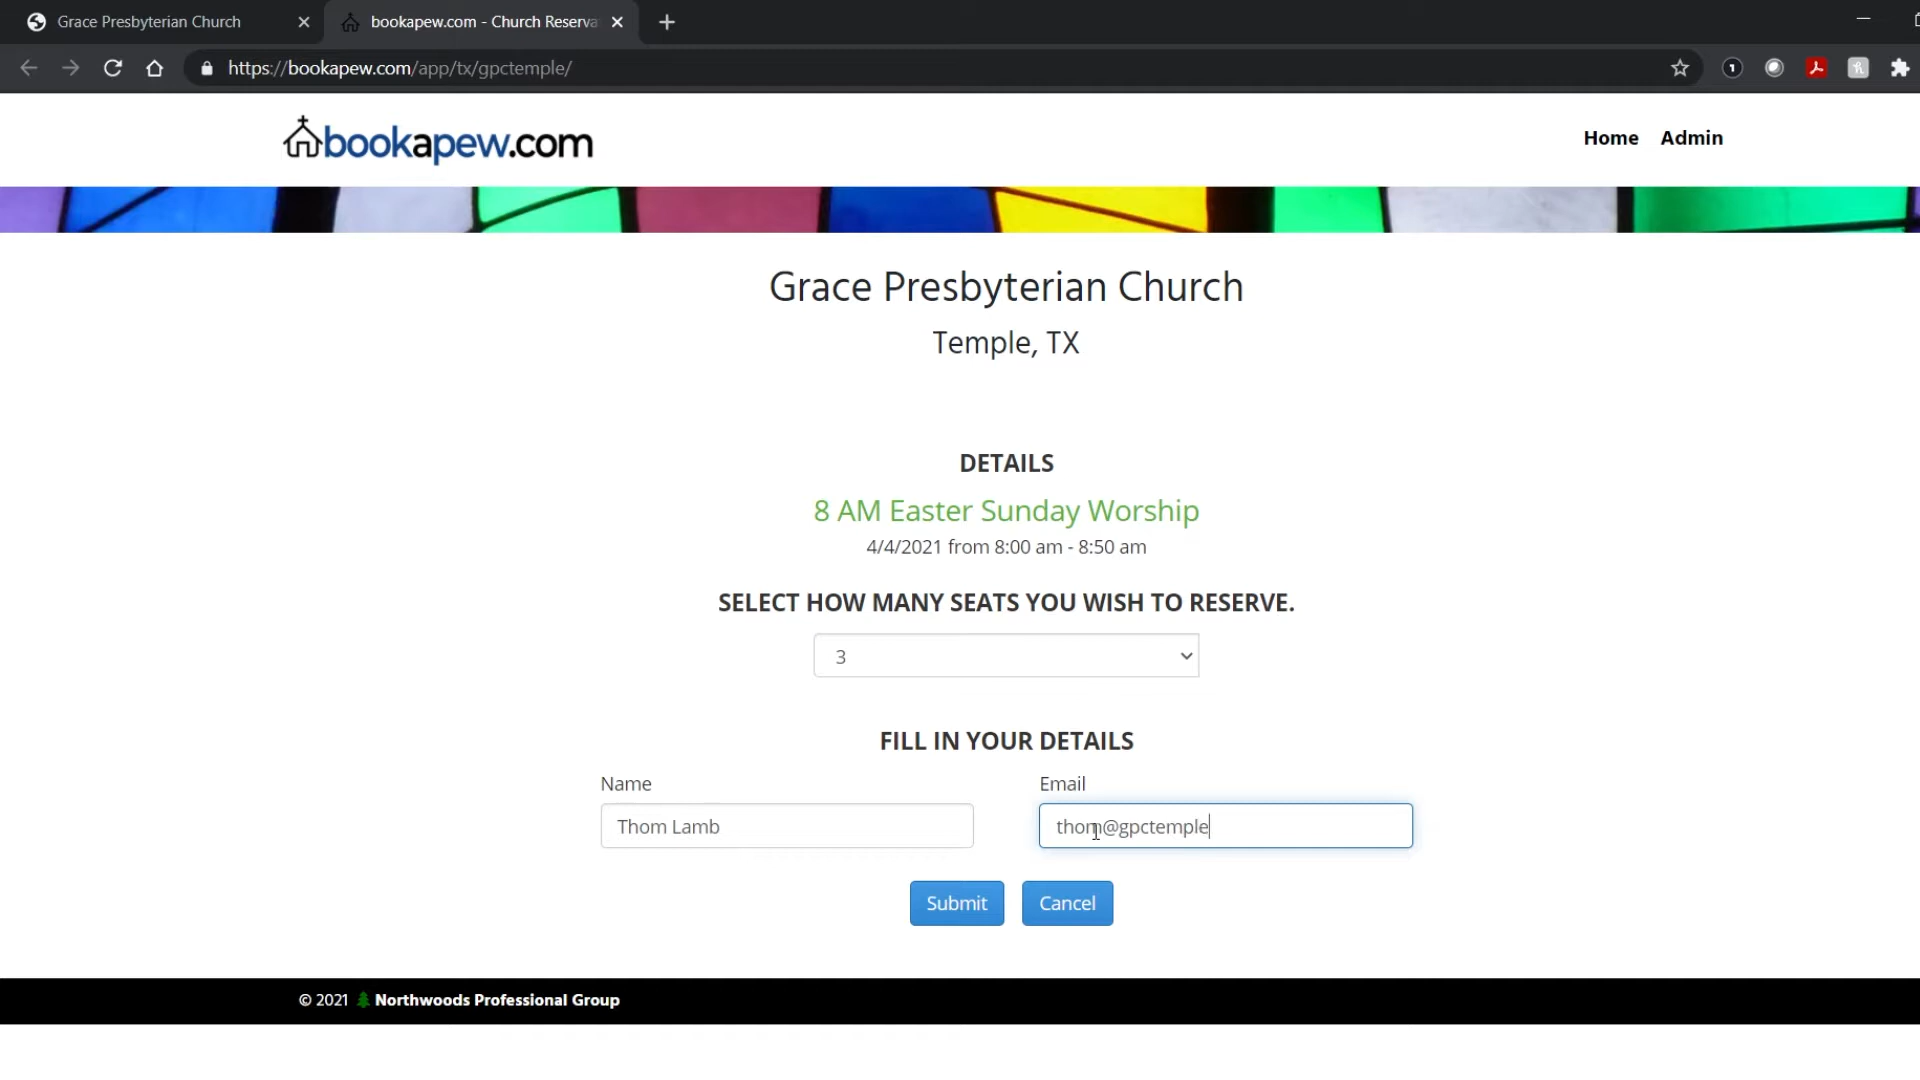 Grace Presbyterian Church
bookapew.com - Church Reserva
https://bookapew.com/app/tx/gpctemple/
bookapew.com
Home Admin
Grace Presbyterian Church
Temple, TX
DETAILS
8 AM Easter Sunday Worship
4/4/2021 from 8:00 am - 8:50 am
SELECT HOW MANY SEATS YOU WISH TO RESERVE.
3
FILL IN YOUR DETAILS
Name Email
Thom Lamb thom@gpctemple
Submit Cancel
© 2021 Northwoods Professional Group